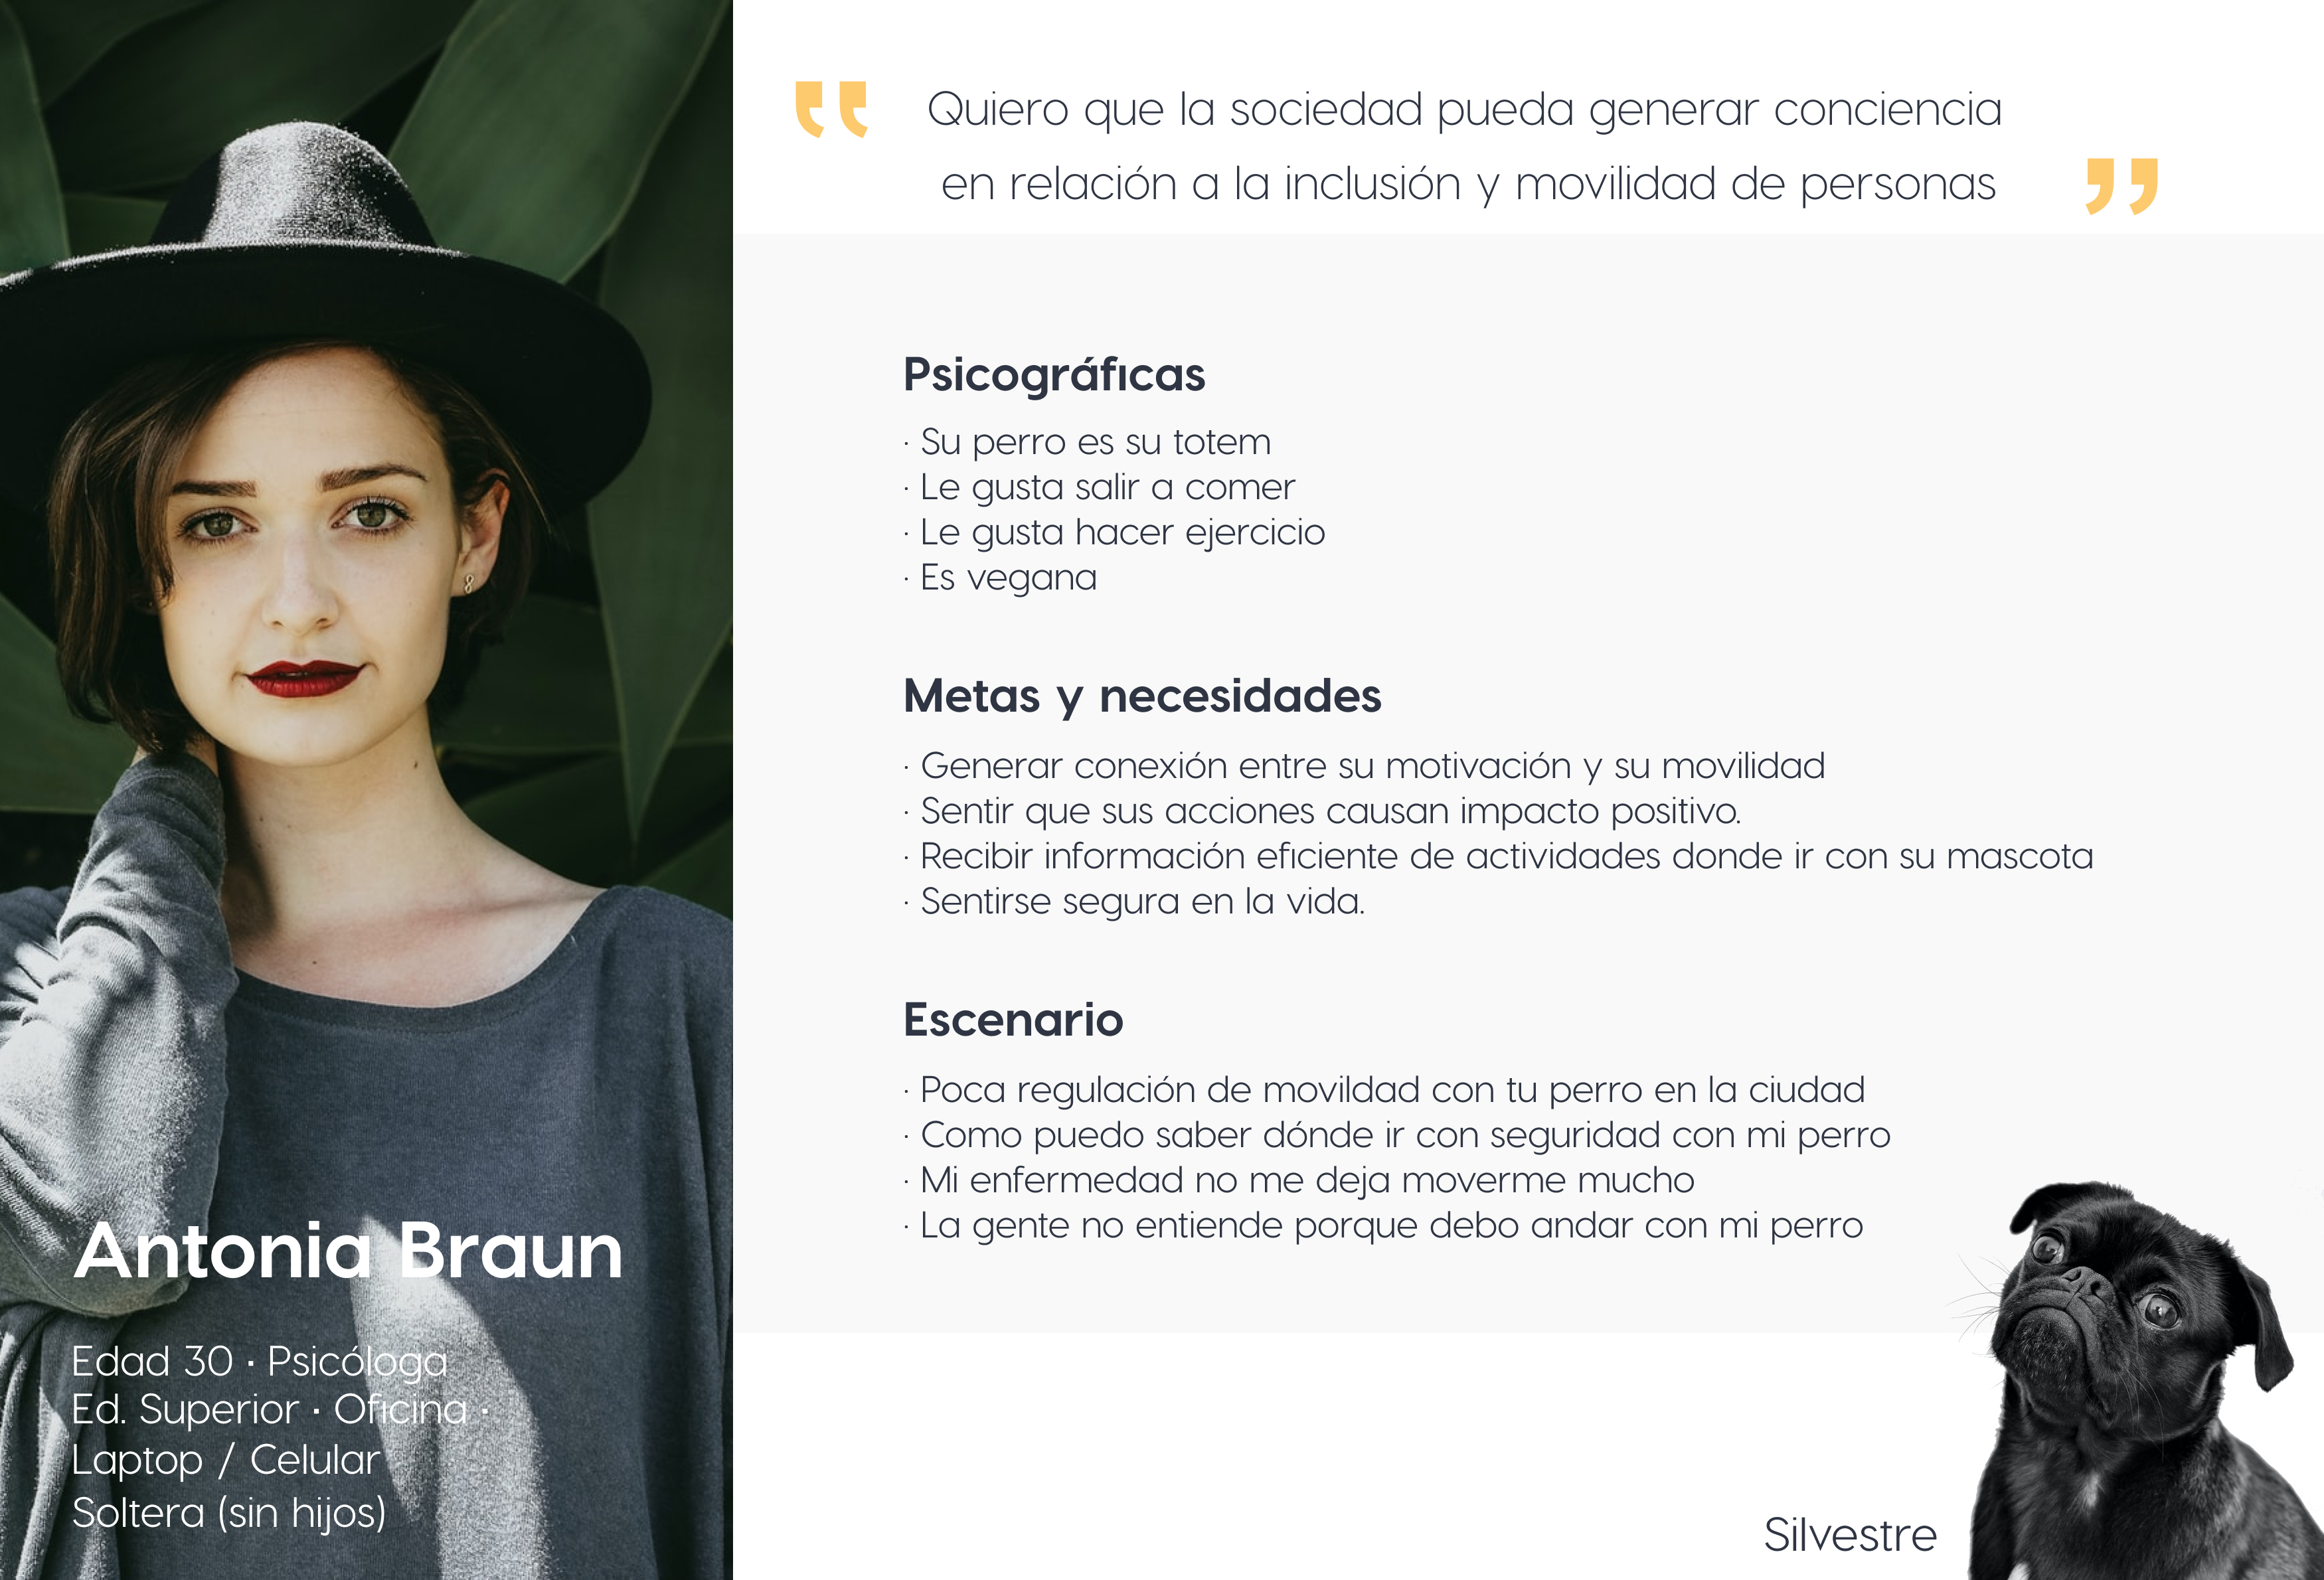 Quiero que la sociedad pueda generar conciencia
en relación a la inclusión y movilidad de personas
Psicográficas
· Su perro es su totem
· Le gusta salir a comer
· Le gusta hacer ejercicio
· Es vegana
Metas y necesidades
· Generar conexión entre su motivación y su movilidad
· Sentir que sus acciones causan impacto positivo.
· Recibir información eficiente de actividades donde ir con su mascota
· Sentirse segura en la vida.
Escenario
· Poca regulación de movildad con tu perro en la ciudad
· Como puedo saber dónde ir con seguridad con mi perro
· Mi enfermedad no me deja moverme mucho
· La gente no entiende porque debo andar con mi perro
Antonia Braun
Edad 30 · Psicóloga
Ed. Superior · Oficina ·
Laptop / Celular
Soltera (sin hijos)
Silvestre